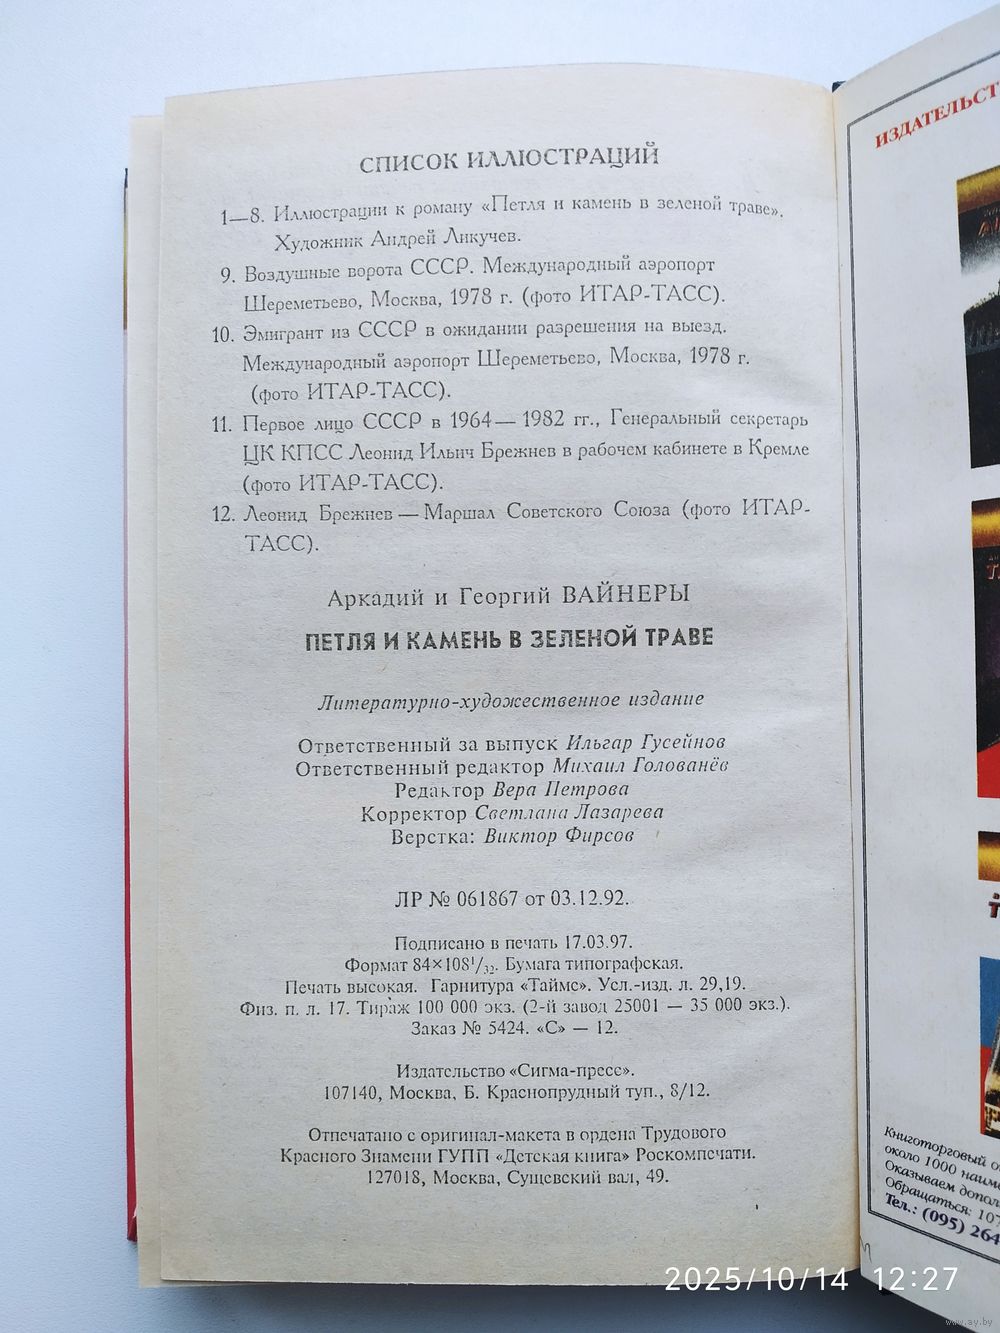 СПИСОК ИЛЛЮСТРАЦИЙ
1—8. Иллюстрации к роману «Петля и камень в зеленой траве».
Художник Андрей Ликучев.
9. Воздушные ворота СССР. Международный аэропорт
Шереметьево, Москва, 1978 г. (фото ИТАР-ТАСС).
10. Эмигрант из СССР в ожидании разрешения на выезд.
Международный аэропорт Шереметьево, Москва, 1978 г.
(фото ИТАР-ТАСС).
11. Первое лицо СССР в 1964—1982 гг., Генеральный секретарь
ЦК КПСС Леонид Ильич Брежнев в рабочем кабинете в Кремле
(фото ИТАР-ТАСС).
12. Леонид Брежнев — Маршал Советского Союза (фото ИТАР-
ТАСС).
Аркадий и Георгий ВАЙНЕРЫ
ПЕТЛЯ И КАМЕНЬ В ЗЕЛЕНОЙ ТРАВЕ
Литературно-художественное издание
Ответственный за выпуск Ильгар Гусейнов
Ответственный редактор Михаил Голованёв
Редактор Вера Петрова
Корректор Светлана Лазарева
Верстка: Виктор Фирсов
ЛР № 061867 от 03.12.92.
Подписано в печать 17.03.97.
Формат 84×108¹/₃₂. Бумага типографская.
Печать высокая. Гарнитура «Таймс». Усл.-изд. л. 29,19.
Физ. п. л. 17. Тираж 100 000 экз. (2-й завод 25001 — 35 000 экз.).
Заказ № 5424. «С» — 12.
Издательство «Сигма-пресс».
107140, Москва, Б. Краснопрудный туп., 8/12.
Отпечатано с оригинал-макета в ордена Трудового
Красного Знамени ГУПП «Детская книга» Роскомпечати.
127018, Москва, Сущевский вал, 49.
ИЗДАТЕЛЬСТ
Книготорговый о
около 1000 наиме
Оказываем допол
Обращаться: 107
Тел.: (095) 264
2025/10/14 12:27
www.ay.by